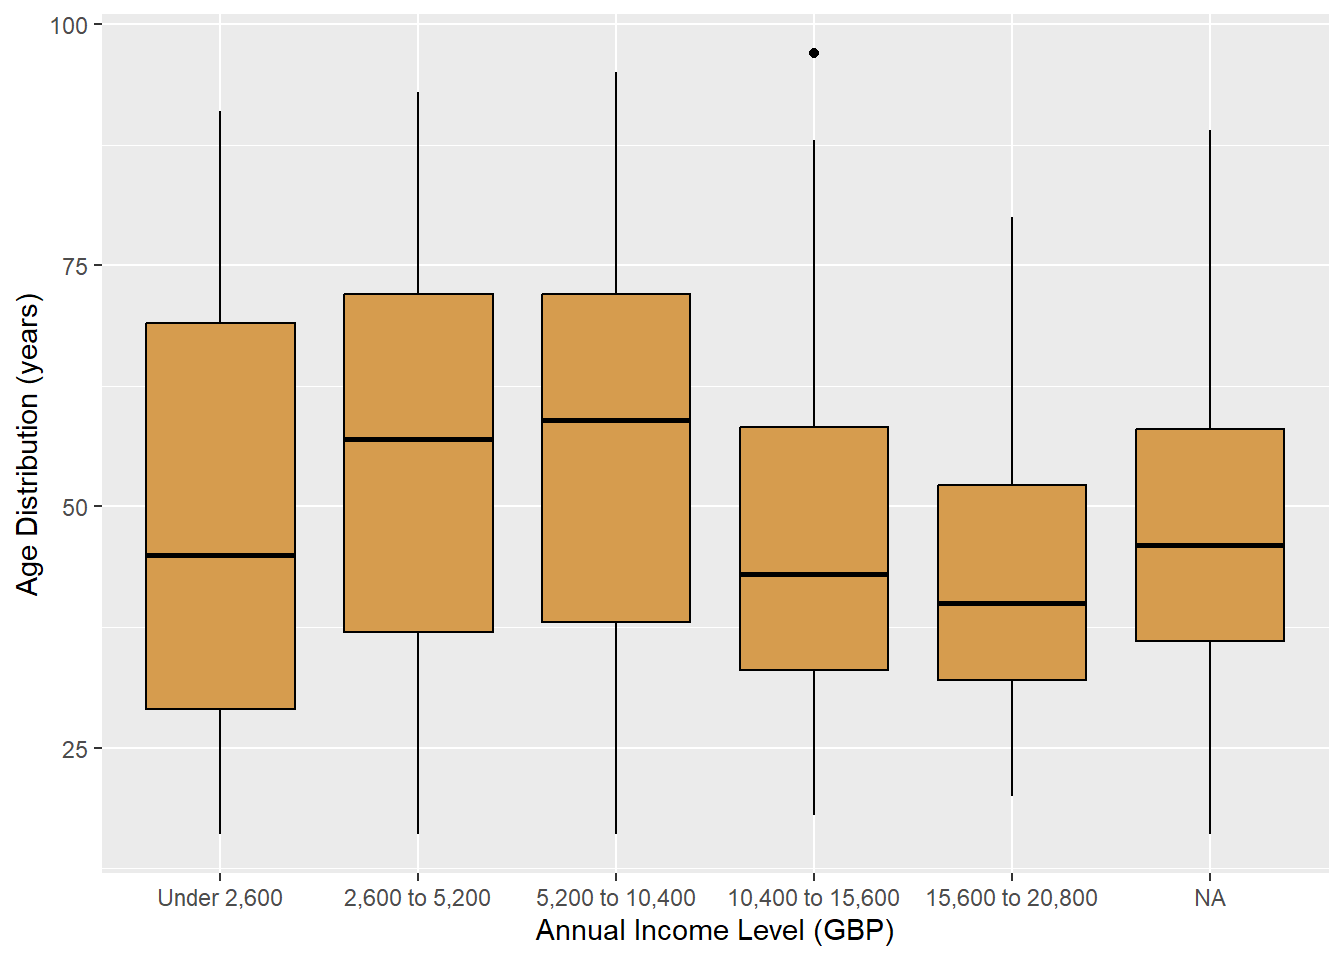 100
75
50
25
Age Distribution (years)
Under 2,600 2,600 to 5,200 5,200 to 10,400 10,400 to 15,600 15,600 to 20,800 NA
Annual Income Level (GBP)